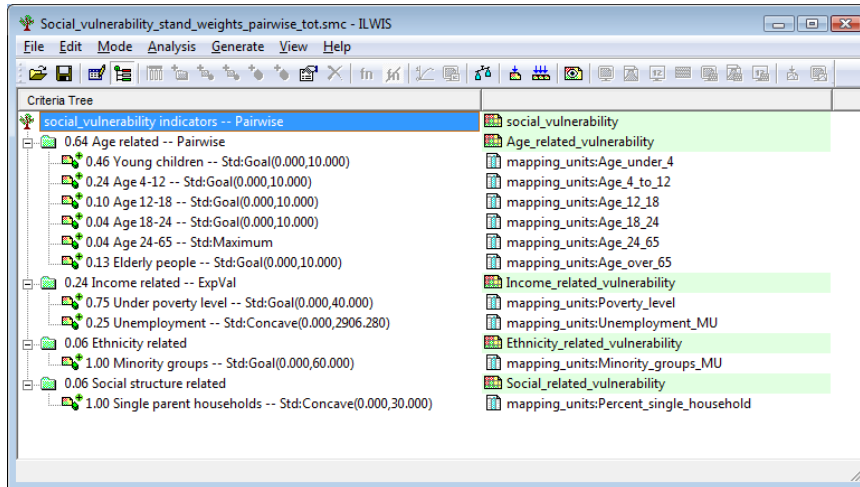 Social_vulnerability_stand_weights_pairwise_tot.smc - ILWIS
File Edit Mode Analysis Generate View Help
fn
Criteria Tree
social_vulnerability indicators -- Pairwise social_vulnerability
0.64 Age related -- Pairwise Age_related_vulnerability
0.46 Young children -- Std:Goal(0.000,10.000) mapping_units:Age_under_4
0.24 Age 4-12 -- Std:Goal(0.000,10.000) mapping_units:Age_4_to_12
0.10 Age 12-18 -- Std:Goal(0.000,10.000) mapping_units:Age_12_18
0.04 Age 18-24 -- Std:Goal(0.000,10.000) mapping_units:Age_18_24
0.04 Age 24-65 -- Std:Maximum mapping_units:Age_24_65
0.13 Elderly people -- Std:Goal(0.000,10.000) mapping_units:Age_over_65
0.24 Income related -- ExpVal Income_related_vulnerability
0.75 Under poverty level -- Std:Goal(0.000,40.000) mapping_units:Poverty_level
0.25 Unemployment -- Std:Concave(0.000,2906.280) mapping_units:Unemployment_MU
0.06 Ethnicity related Ethnicity_related_vulnerability
1.00 Minority groups -- Std:Goal(0.000,60.000) mapping_units:Minority_groups_MU
0.06 Social structure related Social_related_vulnerability
1.00 Single parent households -- Std:Concave(0.000,30.000) mapping_units:Percent_single_household